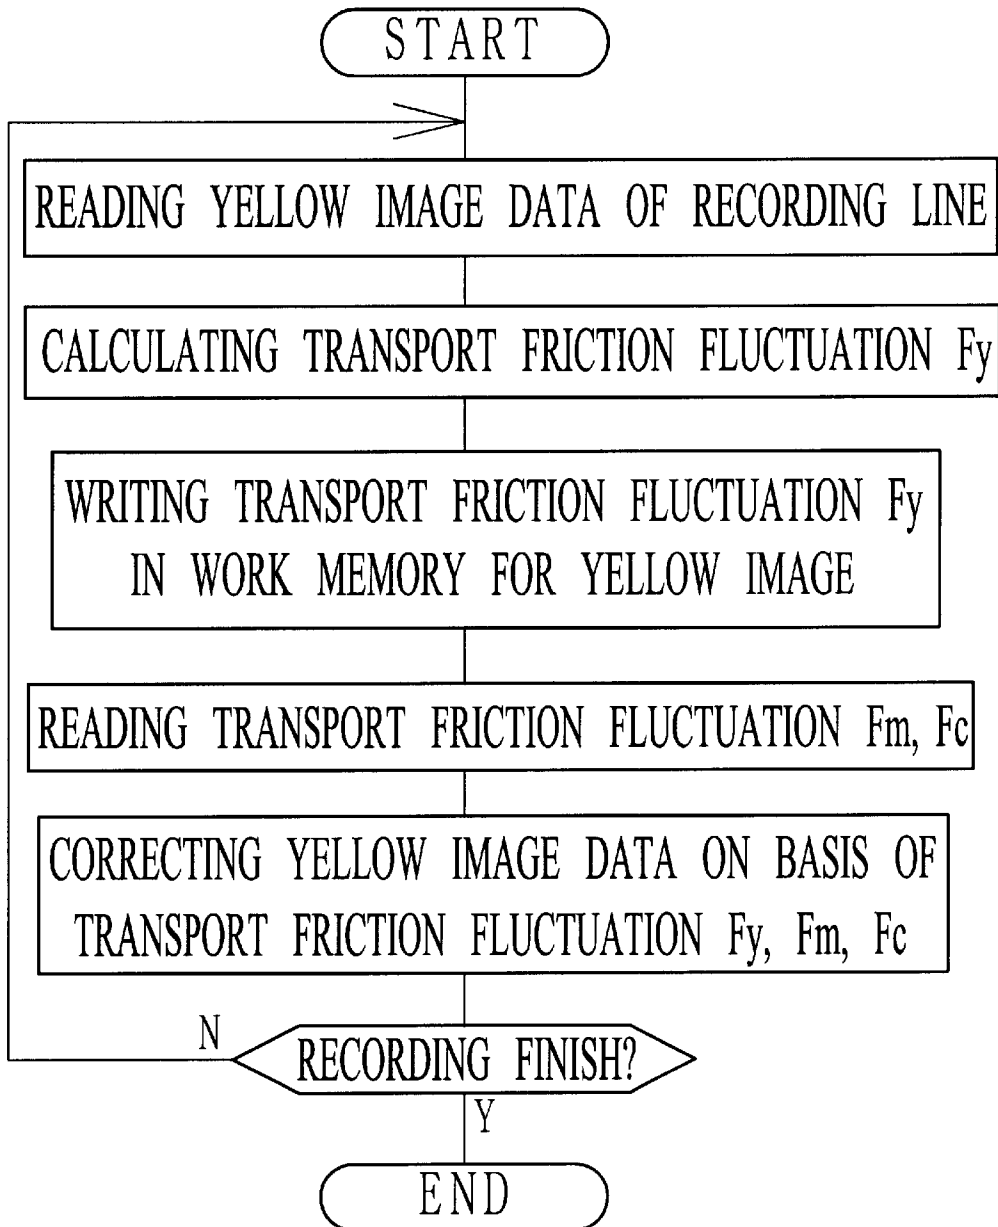 START
READING YELLOW IMAGE DATA OF RECORDING LINE
CALCULATING TRANSPORT FRICTION FLUCTUATION Fy
WRITING TRANSPORT FRICTION FLUCTUATION Fy
IN WORK MEMORY FOR YELLOW IMAGE
READING TRANSPORT FRICTION FLUCTUATION Fm, Fc
CORRECTING YELLOW IMAGE DATA ON BASIS OF
TRANSPORT FRICTION FLUCTUATION Fy, Fm, Fc
N
RECORDING FINISH?
Y
END